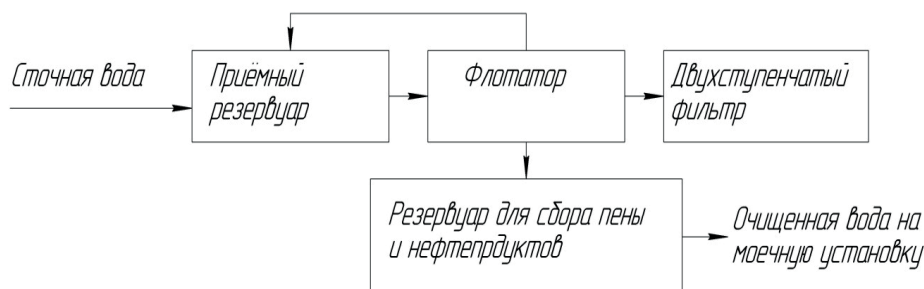 Сточная вода
Приёмный
резервуар
Флотатор
Двухступенчатый
фильтр
Резервуар для сбора пены
и нефтепрдуктов
Очищенная вода на
моечную установку